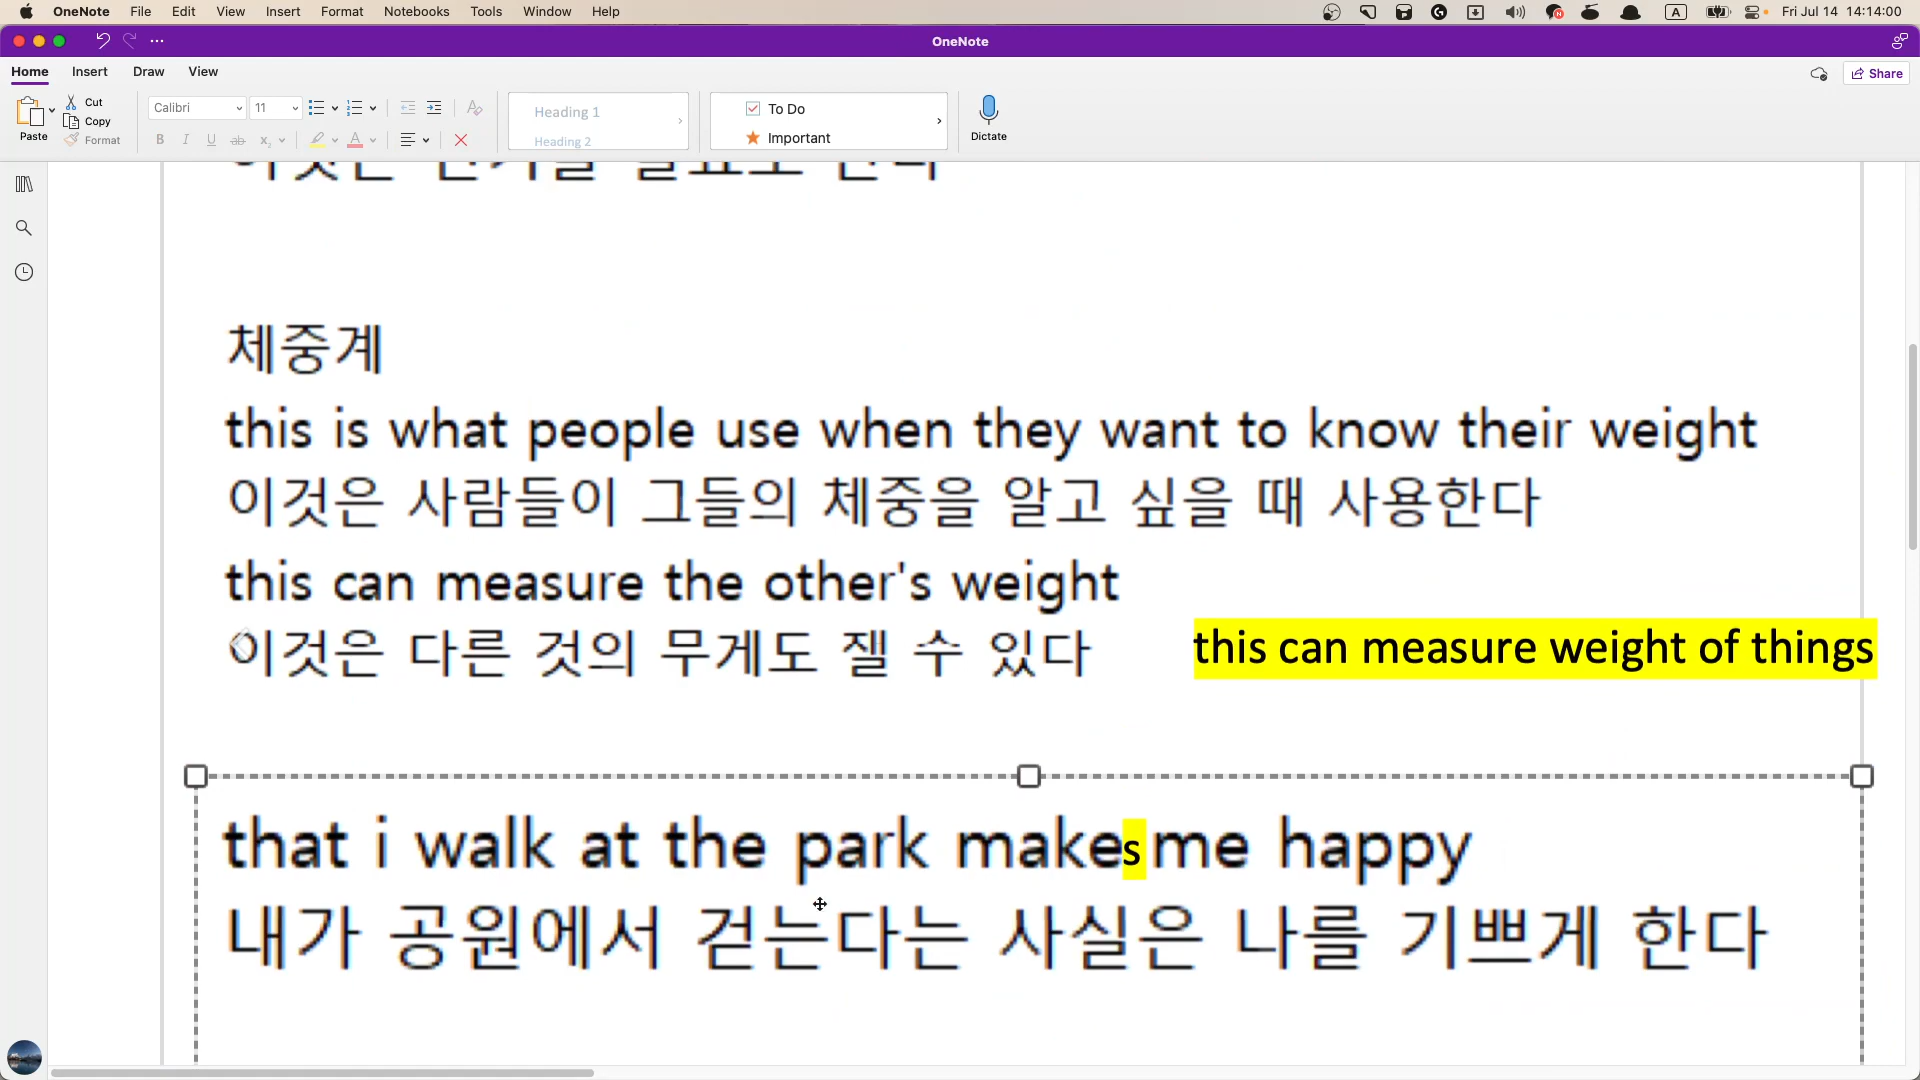 OneNote File Edit View Insert Format Notebooks Tools Window Help
A Fri Jul 14 14:14:00
OneNote
Home Insert Draw View
Share
Paste
Cut
Copy
Format
Calibri 11
Heading 1
Heading 2
To Do
Important
Dictate
체중계
this is what people use when they want to know their weight
이것은 사람들이 그들의 체중을 알고 싶을 때 사용한다
this can measure the other's weight
이것은 다른 것의 무게도 잴 수 있다
this can measure weight of things
that i walk at the park makes me happy
내가 공원에서 걷는다는 사실은 나를 기쁘게 한다